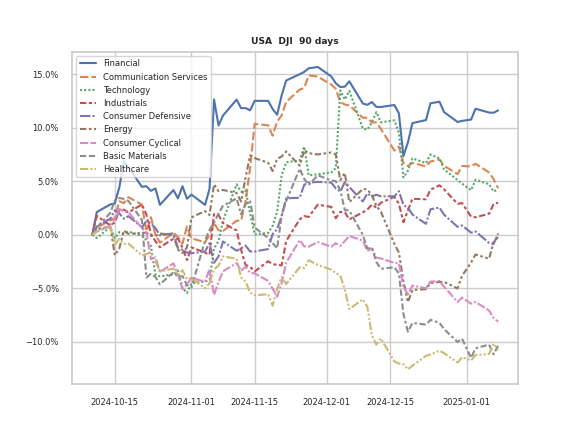 USA DJI 90 days
Financial
Communication Services
Technology
Industrials
Consumer Defensive
Energy
Consumer Cyclical
Basic Materials
Healthcare
15.0%
10.0%
5.0%
0.0%
−5.0%
−10.0%
2024-10-15 2024-11-01 2024-11-15 2024-12-01 2024-12-15 2025-01-01